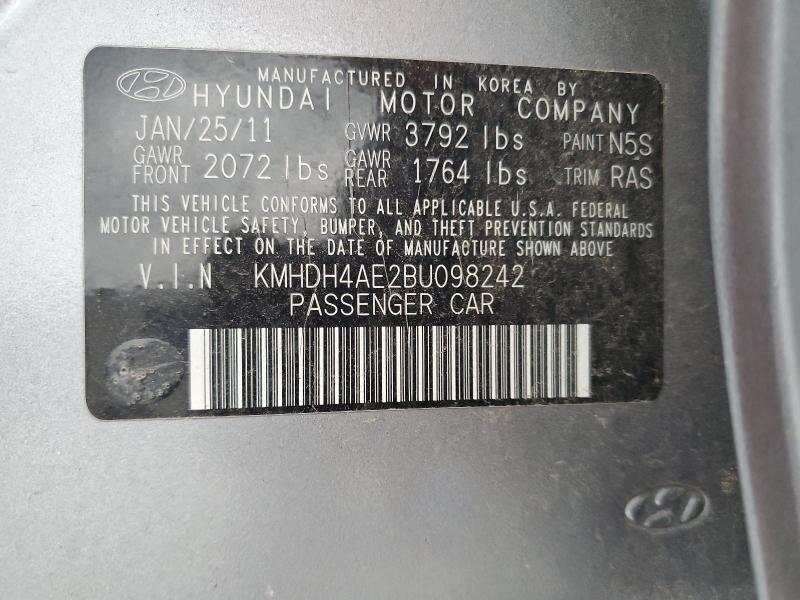 MANUFACTURED IN KOREA BY
HYUNDAI MOTOR COMPANY
JAN/25/11 GVWR 3792 lbs PAINT N5S
GAWR FRONT 2072 lbs GAWR REAR 1764 lbs TRIM RAS
THIS VEHICLE CONFORMS TO ALL APPLICABLE U.S.A. FEDERAL
MOTOR VEHICLE SAFETY, BUMPER, AND THEFT PREVENTION STANDARDS
IN EFFECT ON THE DATE OF MANUFACTURE SHOWN ABOVE
V.I.N KMHDH4AE2BU098242
PASSENGER CAR